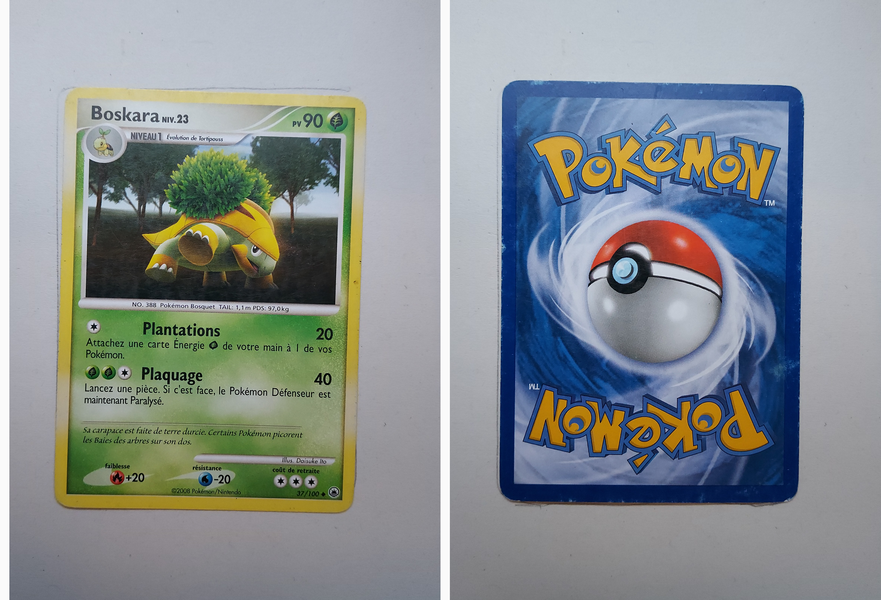 Boskara NIV.23
PV 90
NIVEAU 1 Évolution de Tortipouss
NO. 388 Pokémon Bosquet TAIL: 1,1m PDS: 97,0kg
Plantations 20
Attachez une carte Énergie de votre main à 1 de vos
Pokémon.
Plaquage 40
Lancez une pièce. Si c'est face, le Pokémon Défenseur est
maintenant Paralysé.
Sa carapace est faite de terre durcie. Certains Pokémon picorent
les Baies des arbres sur son dos.
Illus. Daisuke Ito
faiblesse résistance coût de retraite
+20 -20
©2008 Pokémon/Nintendo 37/100
POKéMON
TM
TM
POKéMON